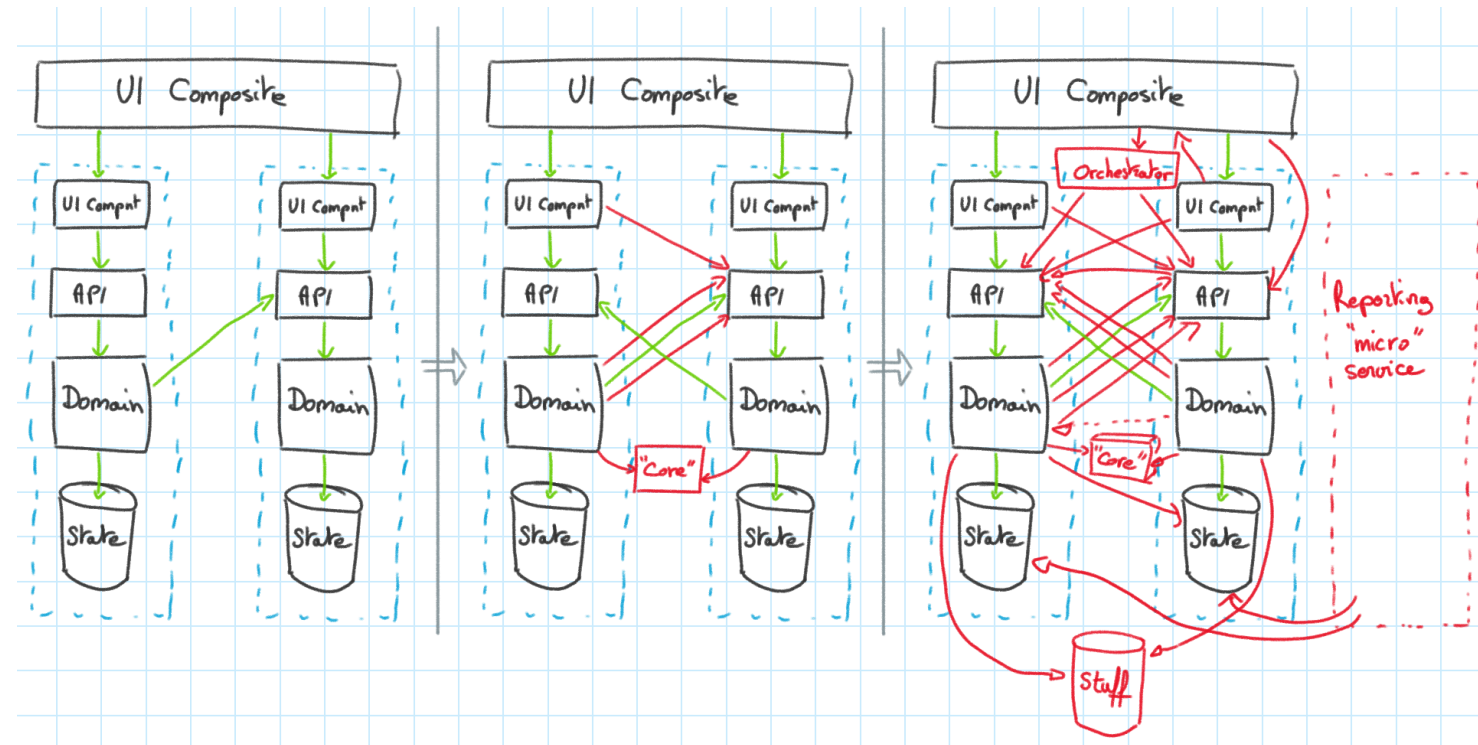 UI Composite
UI Compnt
UI Compnt
API
API
Domain
Domain
State
State
UI Composite
UI Compnt
UI Compnt
API
API
Domain
Domain
"Core"
State
State
UI Composite
Orchestrator
UI Compnt
UI Compnt
API
API
Domain
Domain
"Core"
State
State
Stuff
Reporting
"micro"
service